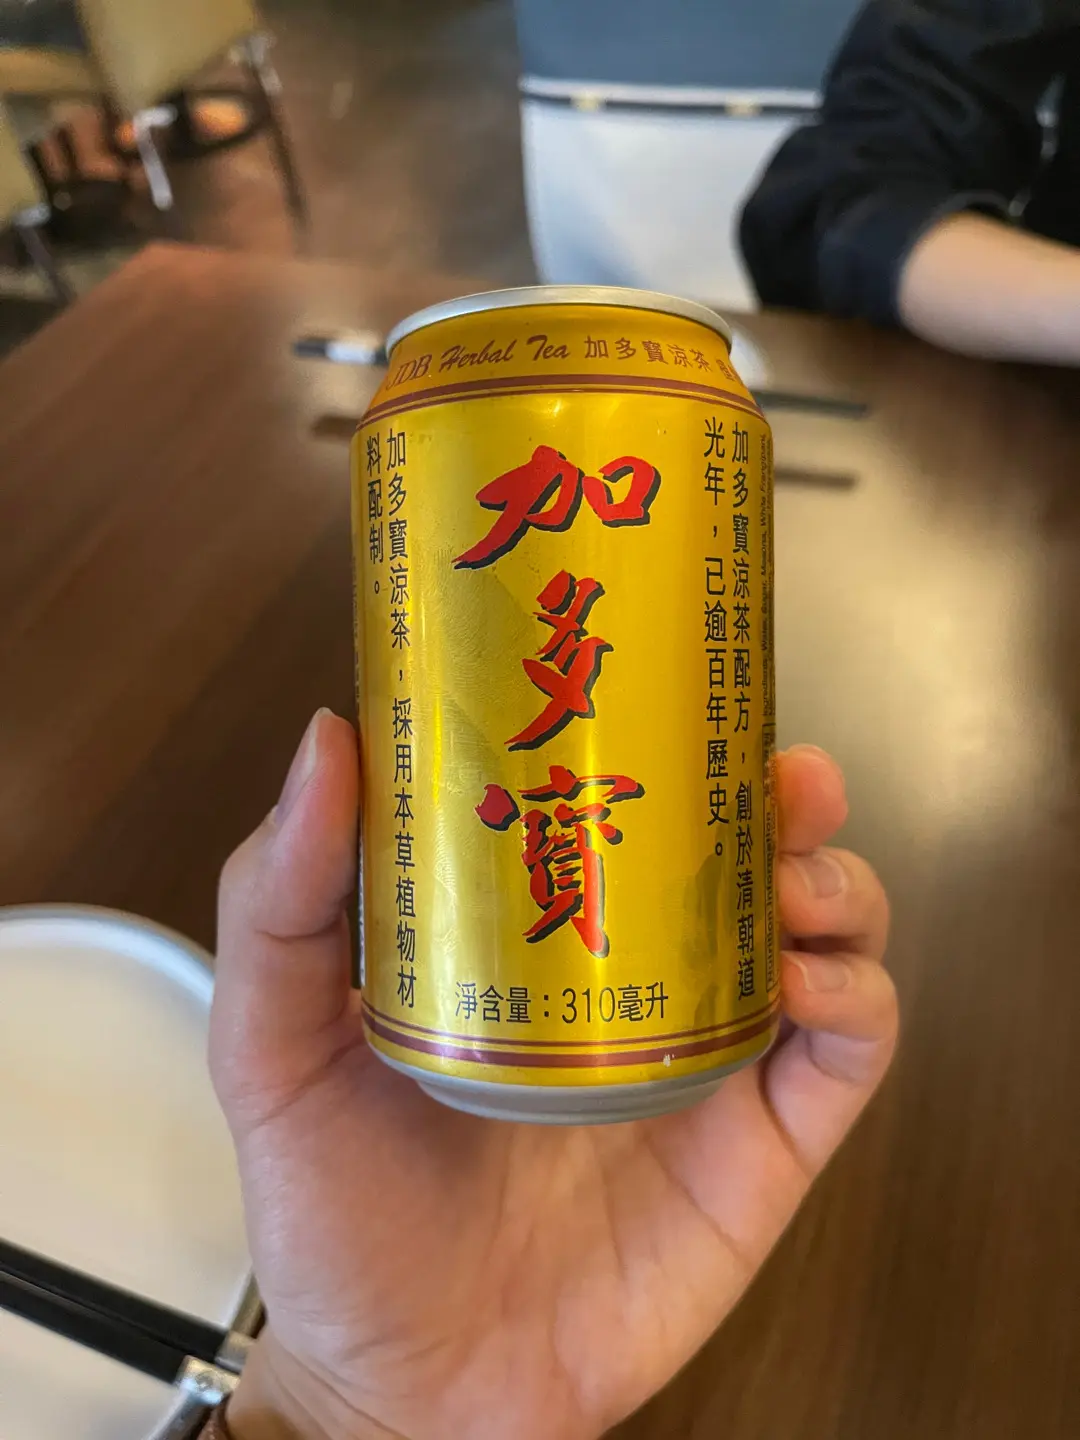 JDB Herbal Tea 加多寶涼茶
加多寶
加多寶涼茶配方，創於清朝道
光年，已逾百年歷史。
加多寶涼茶，採用本草植物材
料配制。
淨含量：310毫升
Nutrition Information